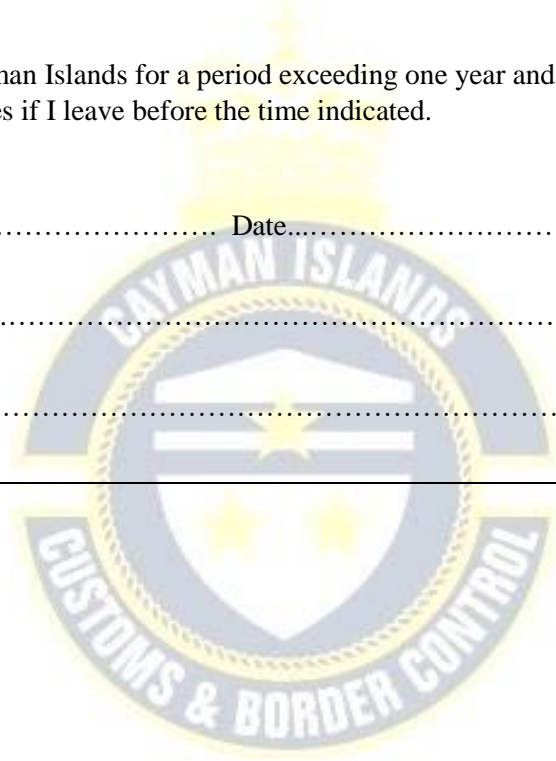 man Islands for a period exceeding one year and
es if I leave before the time indicated.
…………………. Date...……………………
CAYMAN ISLANDS
CUSTOMS & BORDER CONTROL